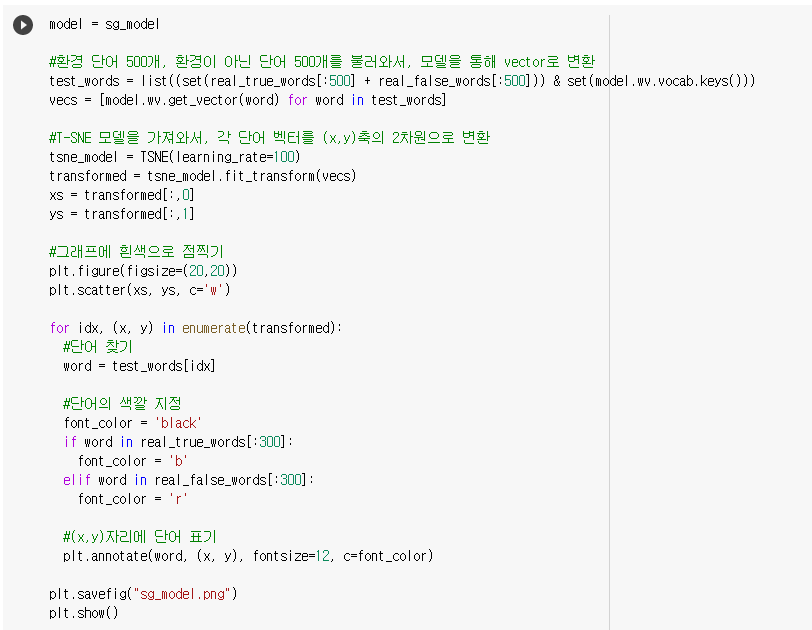 model = sg_model

#환경 단어 500개, 환경이 아닌 단어 500개를 불러와서, 모델을 통해 vector로 변환
test_words = list((set(real_true_words[:500] + real_false_words[:500])) & set(model.wv.vocab.keys()))
vecs = [model.wv.get_vector(word) for word in test_words]

#T-SNE 모델을 가져와서, 각 단어 벡터를 (x,y)축의 2차원으로 변환
tsne_model = TSNE(learning_rate=100)
transformed = tsne_model.fit_transform(vecs)
xs = transformed[:,0]
ys = transformed[:,1]

#그래프에 흰색으로 점찍기
plt.figure(figsize=(20,20))
plt.scatter(xs, ys, c='w')

for idx, (x, y) in enumerate(transformed):
  #단어 찾기
  word = test_words[idx]

  #단어의 색깔 지정
  font_color = 'black'
  if word in real_true_words[:300]:
    font_color = 'b'
  elif word in real_false_words[:300]:
    font_color = 'r'

  #(x,y)자리에 단어 표기
  plt.annotate(word, (x, y), fontsize=12, c=font_color)

plt.savefig("sg_model.png")
plt.show()